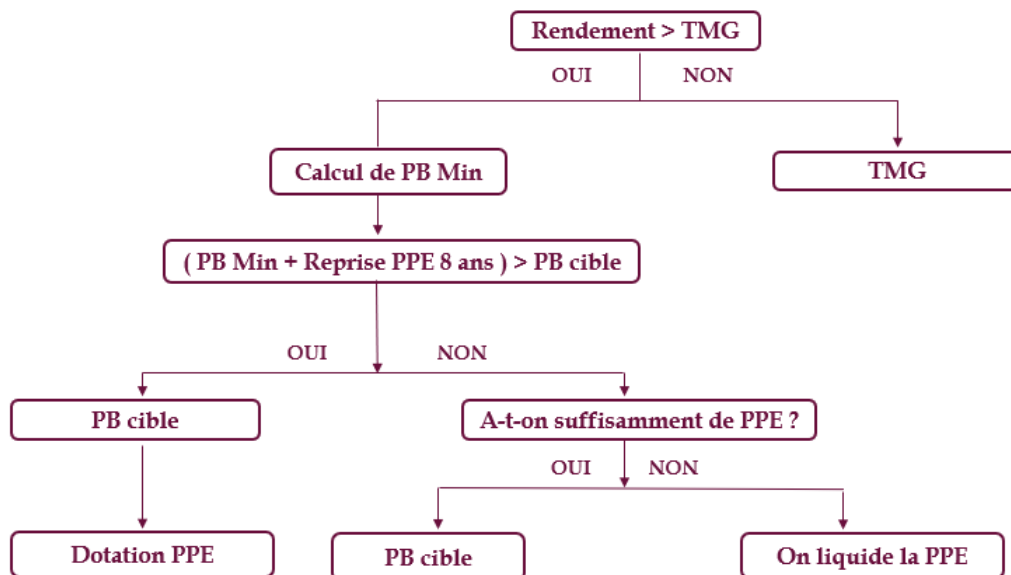 Rendement > TMG
OUI NON
Calcul de PB Min
TMG
( PB Min + Reprise PPE 8 ans ) > PB cible
OUI NON
PB cible
A-t-on suffisamment de PPE ?
OUI NON
Dotation PPE
PB cible
On liquide la PPE